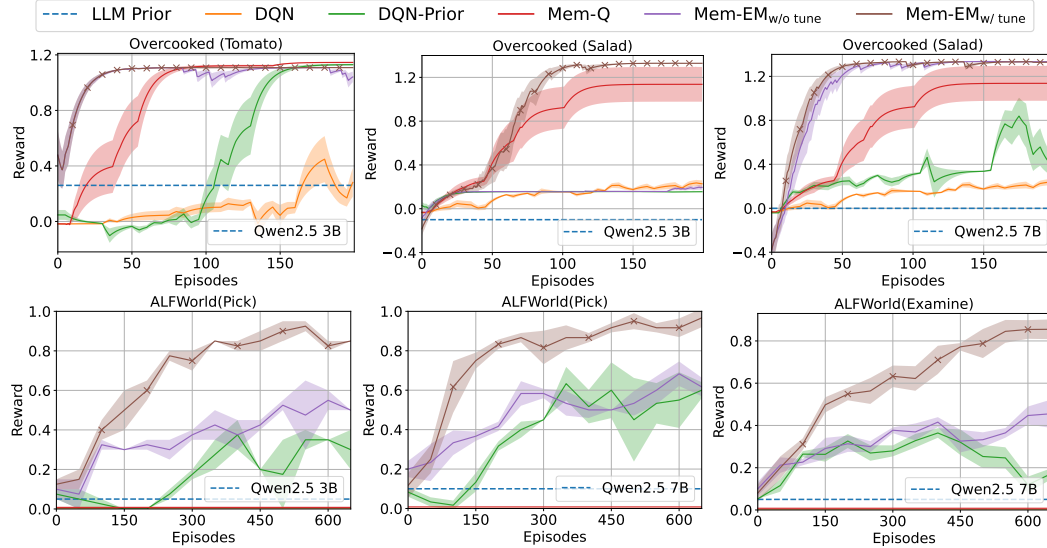 LLM Prior DQN DQN-Prior Mem-Q Mem-EMw/o tune Mem-EMw/ tune
Overcooked (Tomato)
Reward
1.2
0.8
0.4
0.0
Qwen2.5 3B
0 50 100 150
Episodes
Overcooked (Salad)
Reward
1.2
0.8
0.4
0.0
−0.4
Qwen2.5 3B
0 50 100 150
Episodes
Overcooked (Salad)
Reward
1.2
0.8
0.4
0.0
−0.4
Qwen2.5 7B
0 50 100 150
Episodes
ALFWorld(Pick)
Reward
1.0
0.8
0.6
0.4
0.2
0.0
Qwen2.5 3B
0 150 300 450 600
Episodes
ALFWorld(Pick)
Reward
1.0
0.8
0.6
0.4
0.2
0.0
Qwen2.5 7B
0 150 300 450 600
Episodes
ALFWorld(Examine)
Reward
1.0
0.8
0.6
0.4
0.2
0.0
Qwen2.5 7B
0 150 300 450 600
Episodes